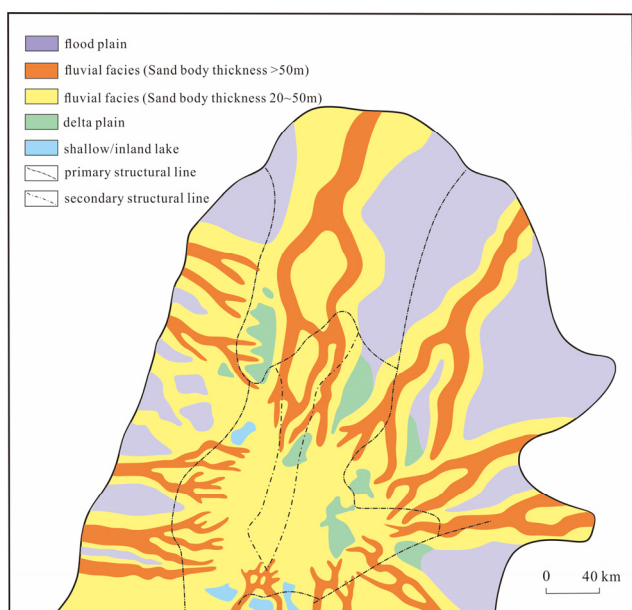 flood plain
fluvial facies (Sand body thickness >50m)
fluvial facies (Sand body thickness 20~50m)
delta plain
shallow/inland lake
primary structural line
secondary structural line
0 40 km